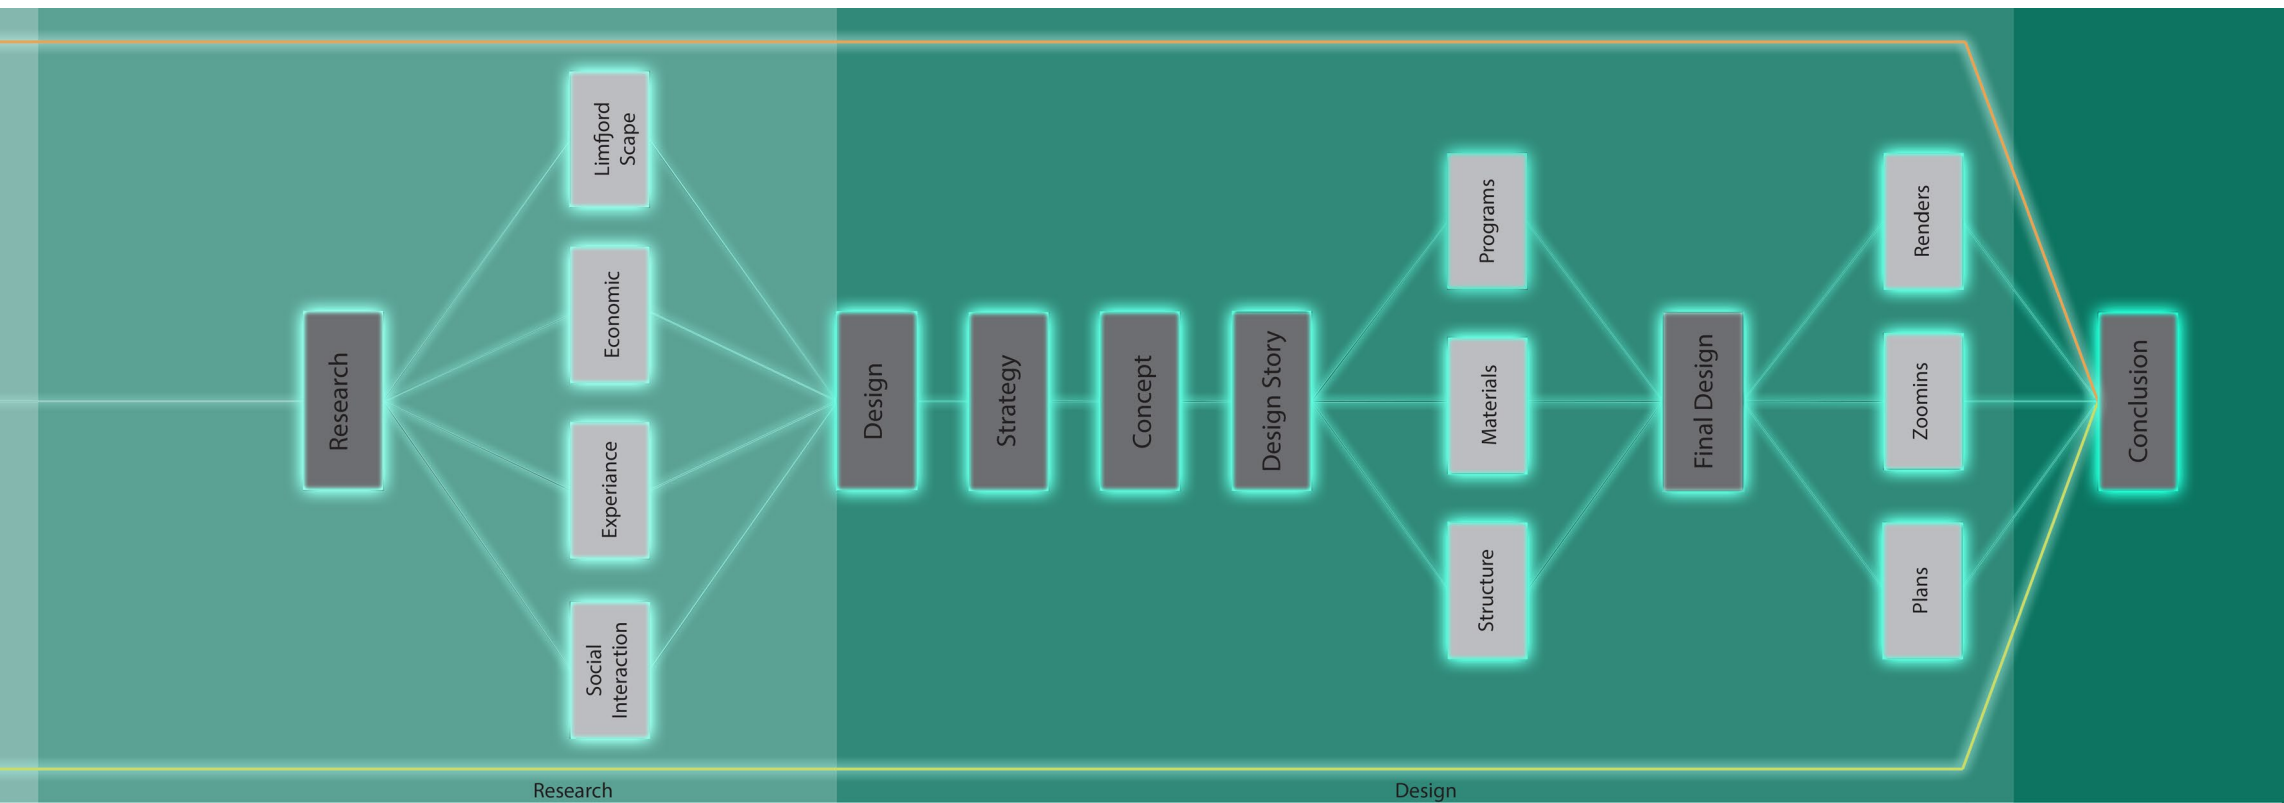 Research
Limfjord
Scape
Economic
Experiance
Social
Interaction
Design
Strategy
Concept
Design Story
Programs
Materials
Structure
Final Design
Renders
Zoomins
Plans
Conclusion
Research
Design